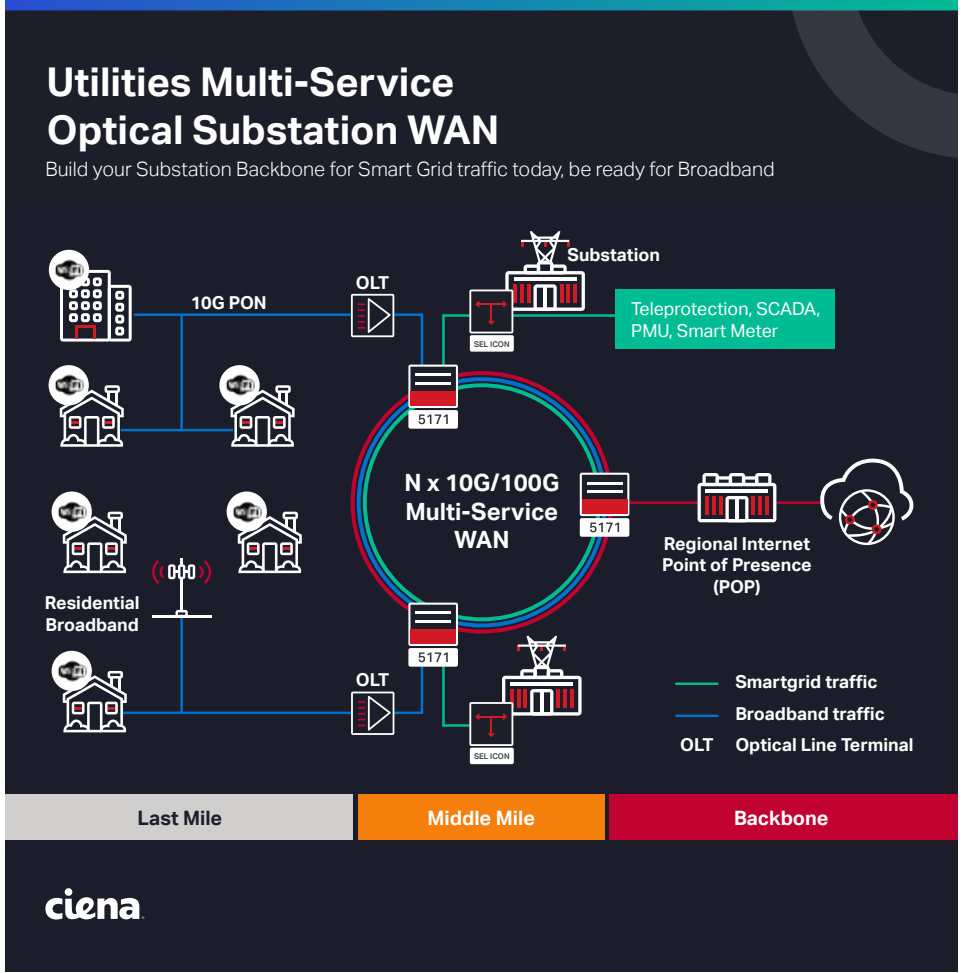 Utilities Multi-Service
Optical Substation WAN
Build your Substation Backbone for Smart Grid traffic today, be ready for Broadband
Substation
OLT
10G PON
Teleprotection, SCADA,
PMU, Smart Meter
SEL ICON
5171
N x 10G/100G
Multi-Service
WAN
5171
Regional Internet
Point of Presence
(POP)
Residential
Broadband
5171
OLT
SEL ICON
Smartgrid traffic
Broadband traffic
OLT Optical Line Terminal
Last Mile
Middle Mile
Backbone
ciena